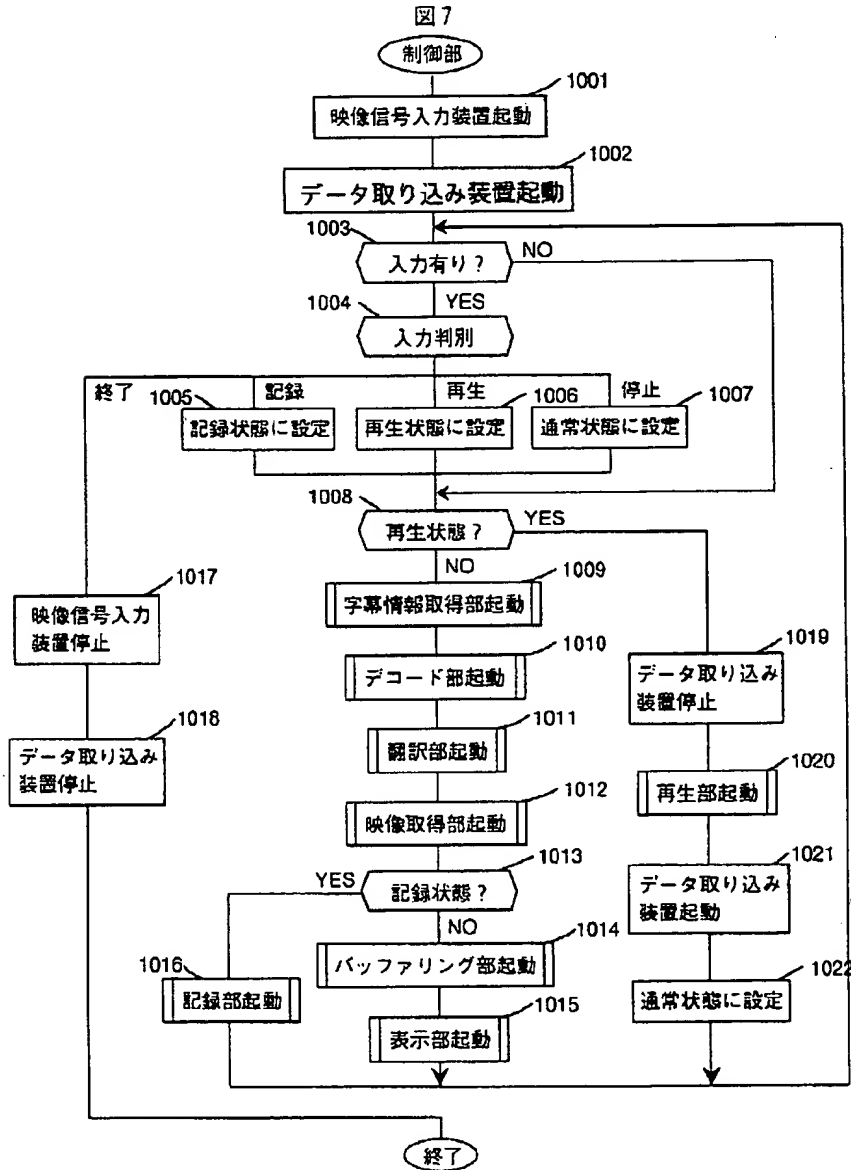 図7
制御部
1001
映像信号入力装置起動
1002
データ取り込み装置起動
1003
入力有り?
NO
YES
1004
入力判別
終了
記録
再生
停止
1005
記録状態に設定
1006
再生状態に設定
1007
通常状態に設定
1008
再生状態?
YES
NO
1009
字幕情報取得部起動
1010
デコード部起動
1011
翻訳部起動
1012
映像取得部起動
1013
記録状態?
YES
NO
1014
バッファリング部起動
1015
表示部起動
1016
記録部起動
1017
映像信号入力
装置停止
1018
データ取り込み
装置停止
1019
データ取り込み
装置停止
1020
再生部起動
1021
データ取り込み
装置起動
1022
通常状態に設定
終了